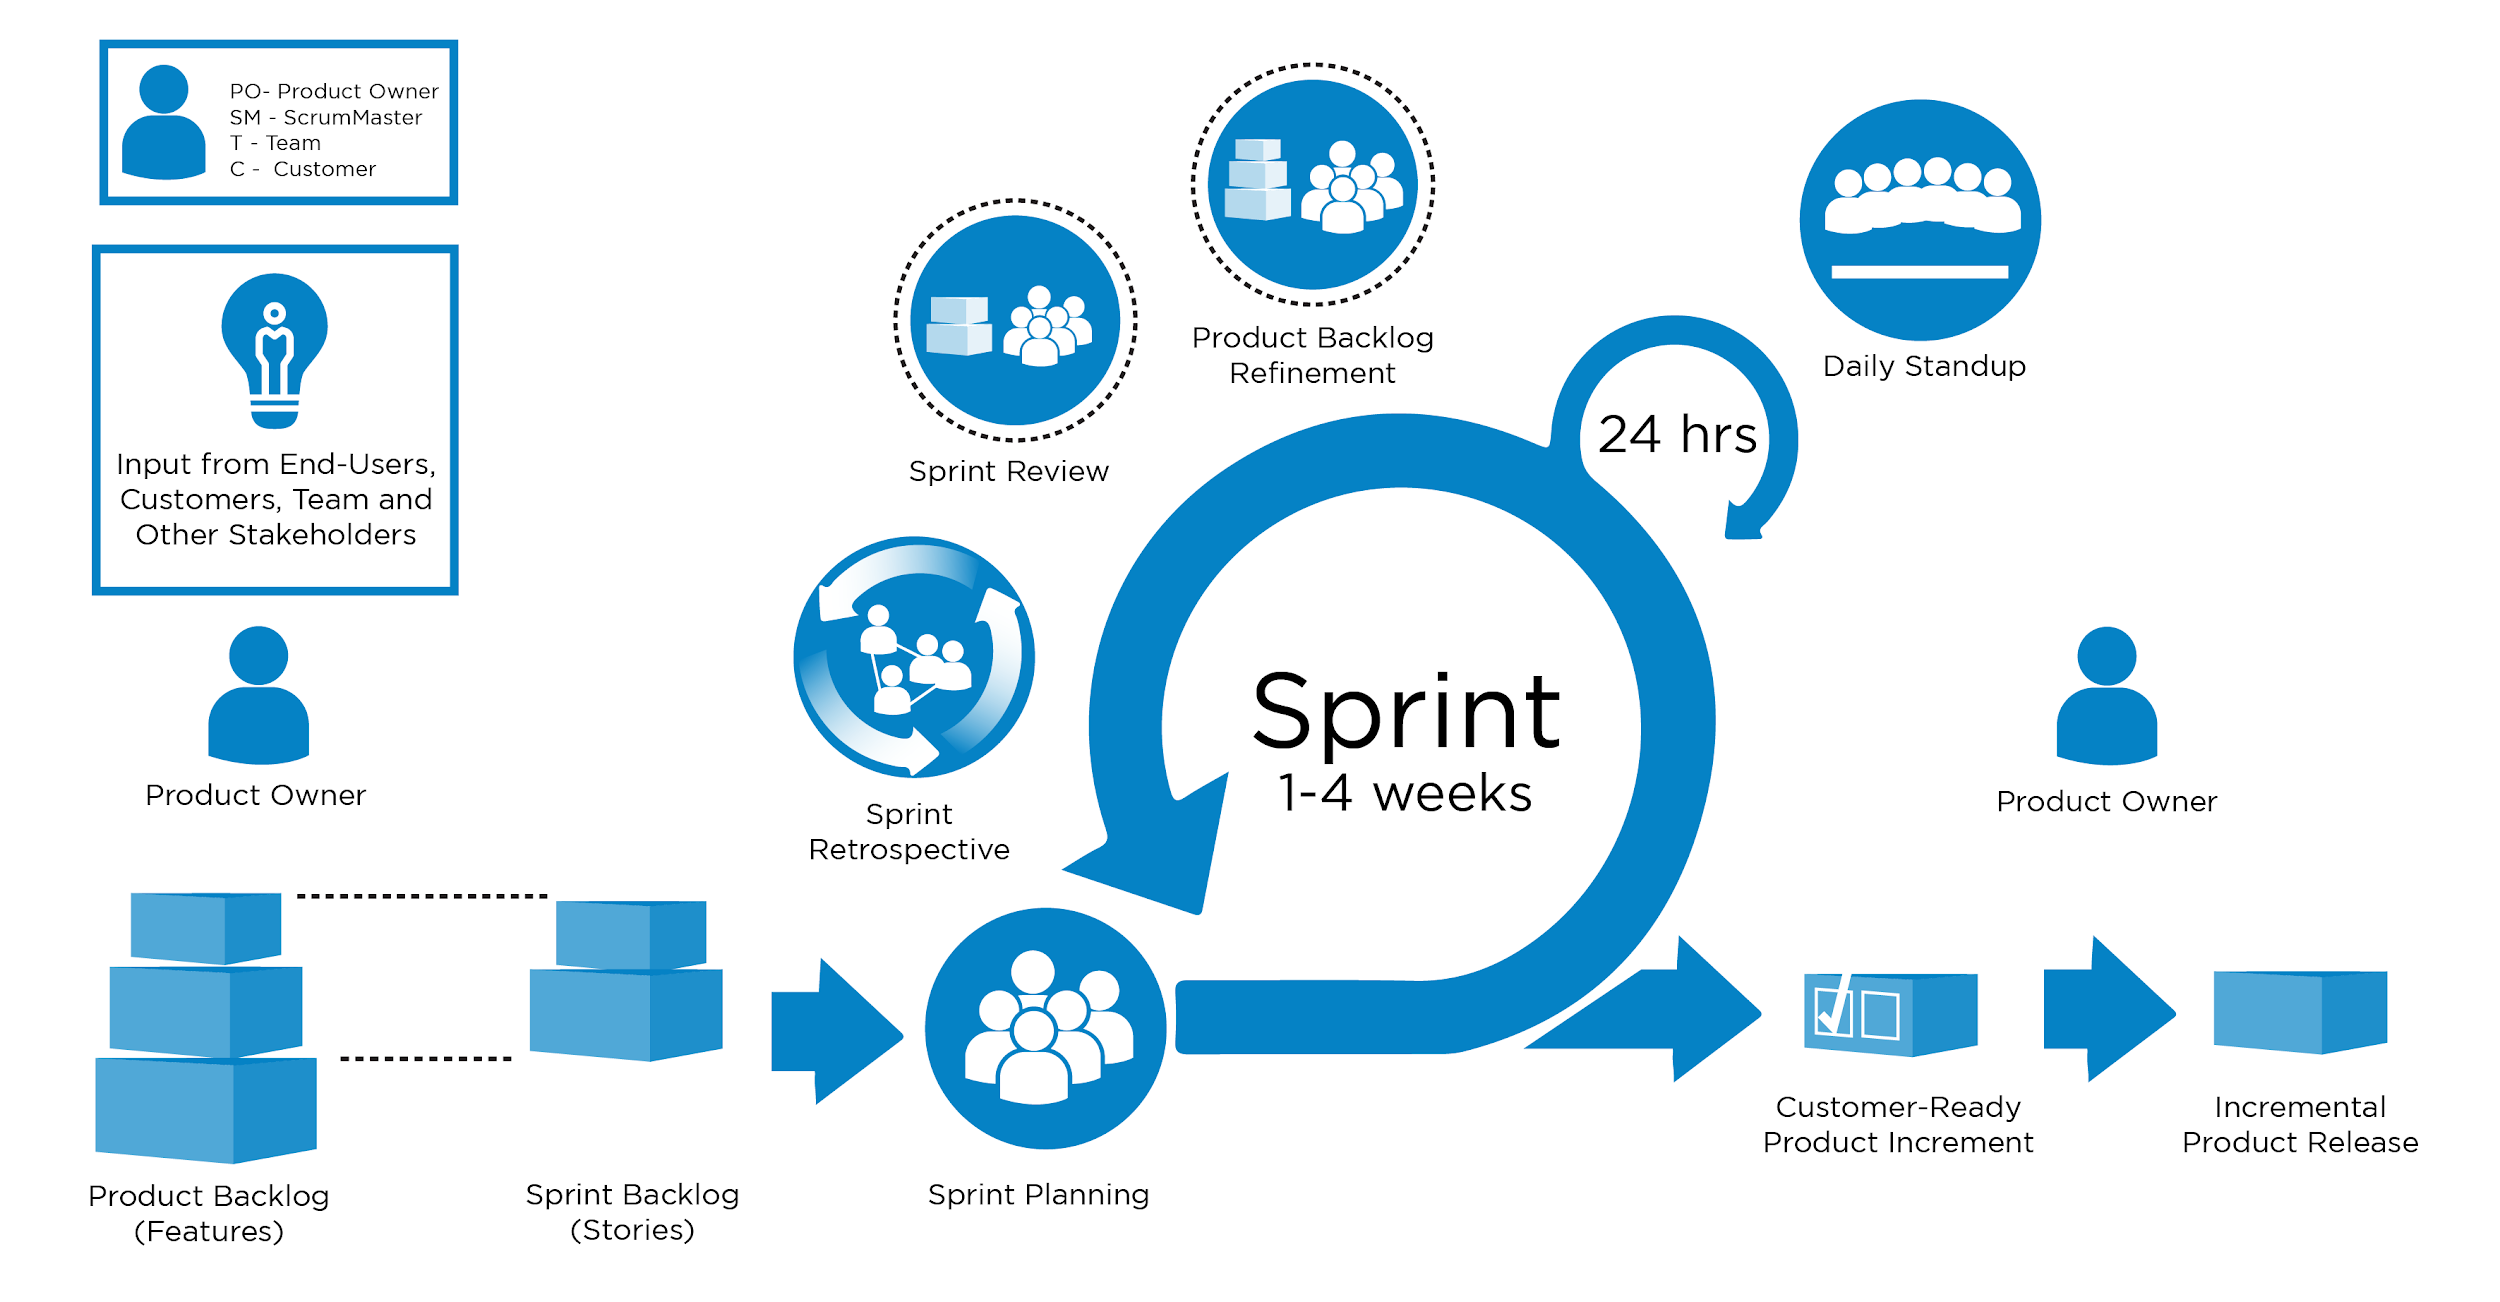 PO- Product Owner
SM - ScrumMaster
T - Team
C - Customer
Input from End-Users,
Customers, Team and
Other Stakeholders
Product Owner
Product Backlog
(Features)
Sprint Backlog
(Stories)
Sprint Planning
Sprint
Retrospective
Sprint Review
Product Backlog
Refinement
Daily Standup
24 hrs
Sprint
1-4 weeks
Product Owner
Customer-Ready
Product Increment
Incremental
Product Release